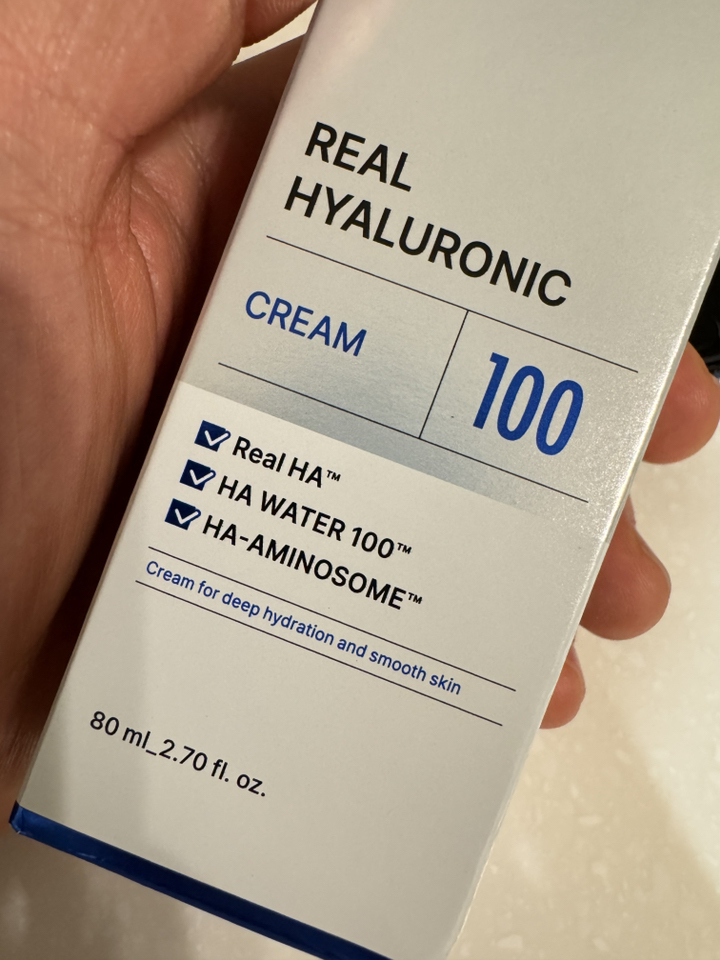 REAL
HYALURONIC
CREAM
100
Real HA™
HA WATER 100™
HA-AMINOSOME™
Cream for deep hydration and smooth skin
80 ml_2.70 fl. oz.